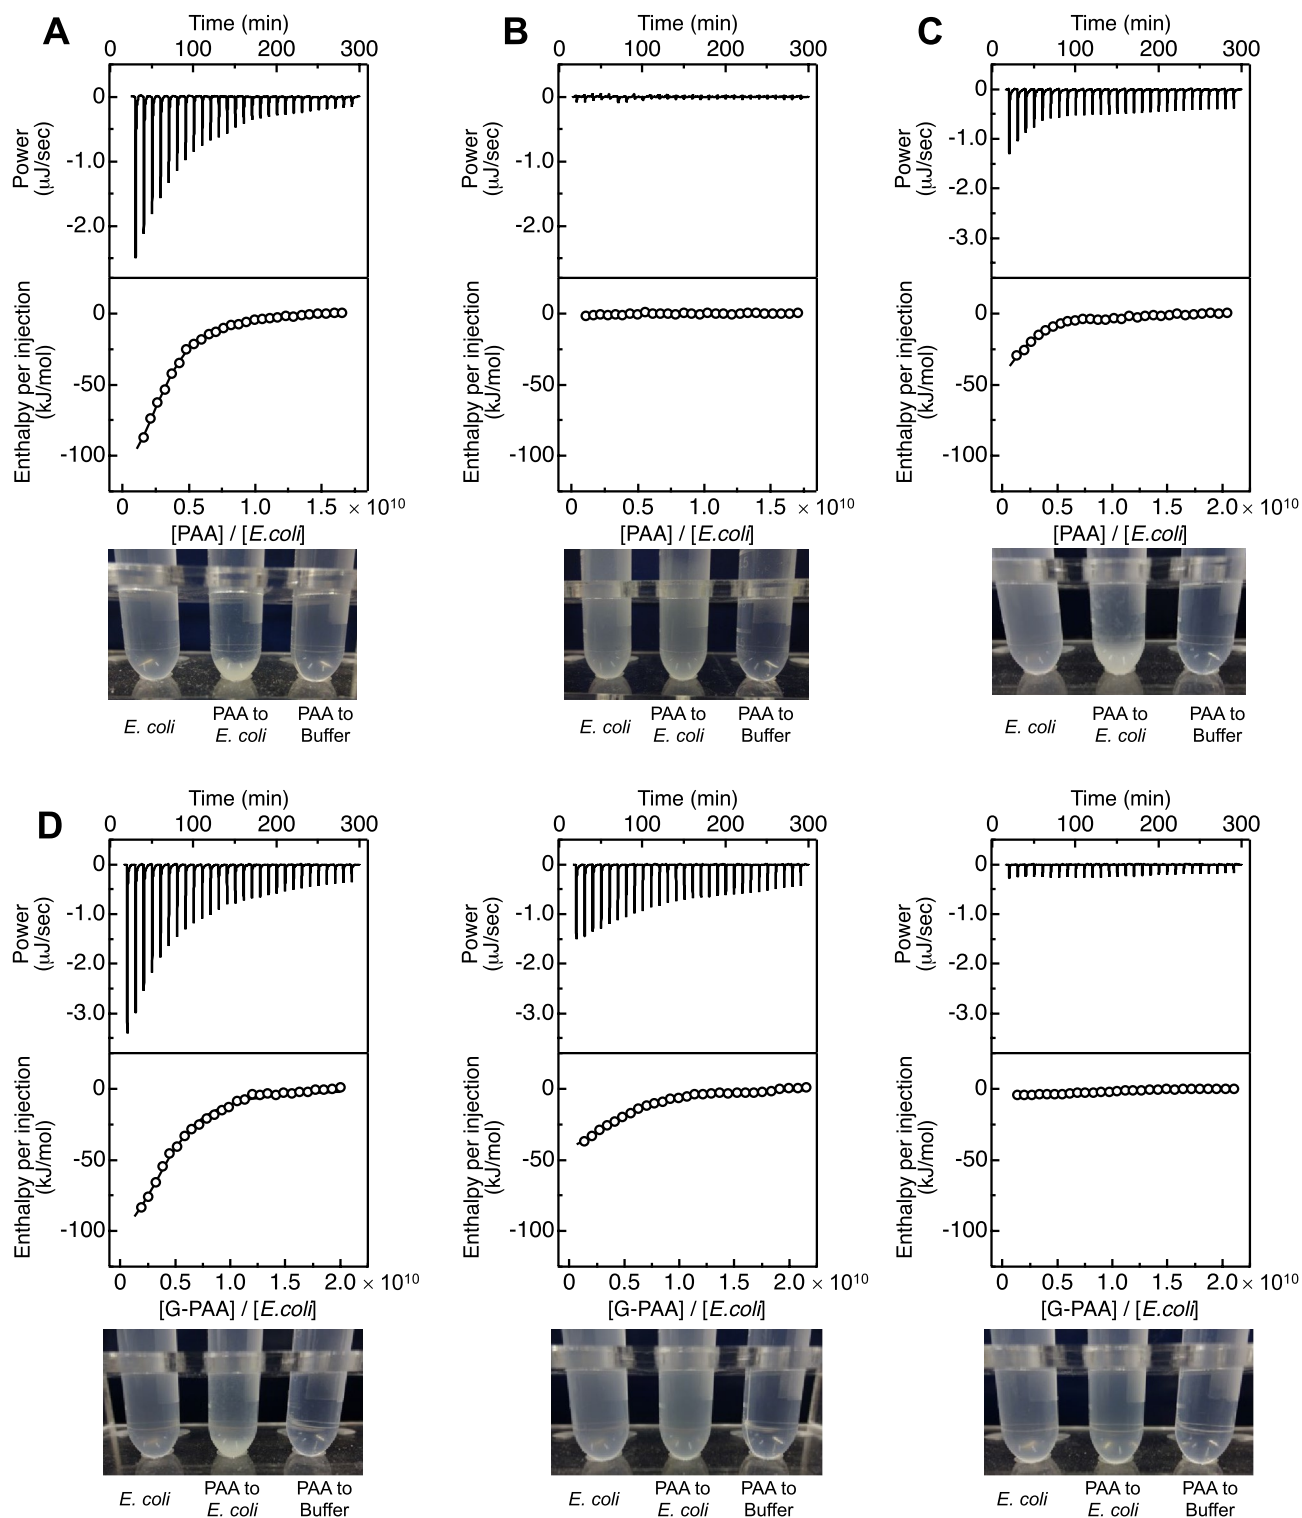 A
Time (min)
0 100 200 300
0
-1.0
-2.0
Power
(µJ/sec)
0
-50
-100
Enthalpy per injection
(kJ/mol)
0 0.5 1.0 1.5 × 10¹⁰
[PAA] / [E.coli]
E. coli
PAA to
E. coli
PAA to
Buffer
B
Time (min)
0 100 200 300
0
-1.0
-2.0
Power
(µJ/sec)
0
-50
-100
Enthalpy per injection
(kJ/mol)
0 0.5 1.0 1.5 × 10¹⁰
[PAA] / [E.coli]
E. coli
PAA to
E. coli
PAA to
Buffer
C
Time (min)
0 100 200 300
0
-1.0
-2.0
-3.0
Power
(µJ/sec)
0
-50
-100
Enthalpy per injection
(kJ/mol)
0 0.5 1.0 1.5 2.0 × 10¹⁰
[PAA] / [E.coli]
E. coli
PAA to
E. coli
PAA to
Buffer
D
Time (min)
0 100 200 300
0
-1.0
-2.0
-3.0
Power
(µJ/sec)
0
-50
-100
Enthalpy per injection
(kJ/mol)
0 0.5 1.0 1.5 2.0 × 10¹⁰
[G-PAA] / [E.coli]
E. coli
PAA to
E. coli
PAA to
Buffer
Time (min)
0 100 200 300
0
-1.0
-2.0
-3.0
Power
(µJ/sec)
0
-50
-100
Enthalpy per injection
(kJ/mol)
0 0.5 1.0 1.5 2.0 × 10¹⁰
[G-PAA] / [E.coli]
E. coli
PAA to
E. coli
PAA to
Buffer
Time (min)
0 100 200 300
0
-1.0
-2.0
-3.0
Power
(µJ/sec)
0
-50
-100
Enthalpy per injection
(kJ/mol)
0 0.5 1.0 1.5 2.0 × 10¹⁰
[G-PAA] / [E.coli]
E. coli
PAA to
E. coli
PAA to
Buffer